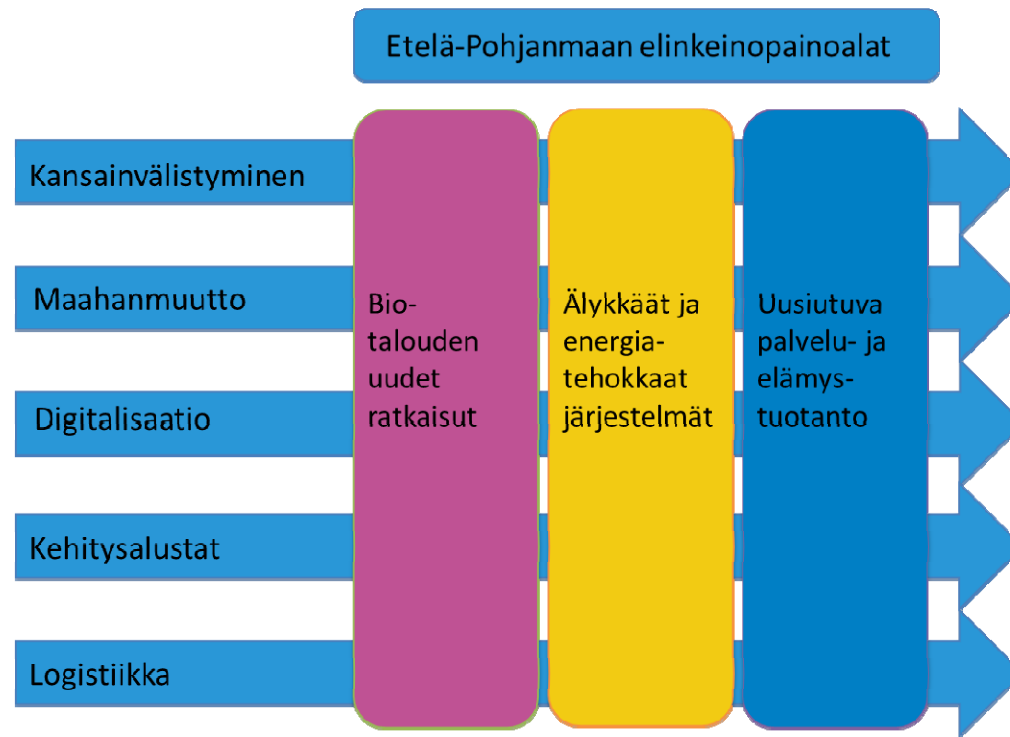 Etelä-Pohjanmaan elinkeinopainoalat
Kansainvälistyminen
Maahanmuutto
Digitalisaatio
Kehitysalustat
Logistiikka
Bio-
talouden
uudet
ratkaisut
Älykkäät ja
energia-
tehokkaat
järjestelmät
Uusiutuva
palvelu- ja
elämys-
tuotanto